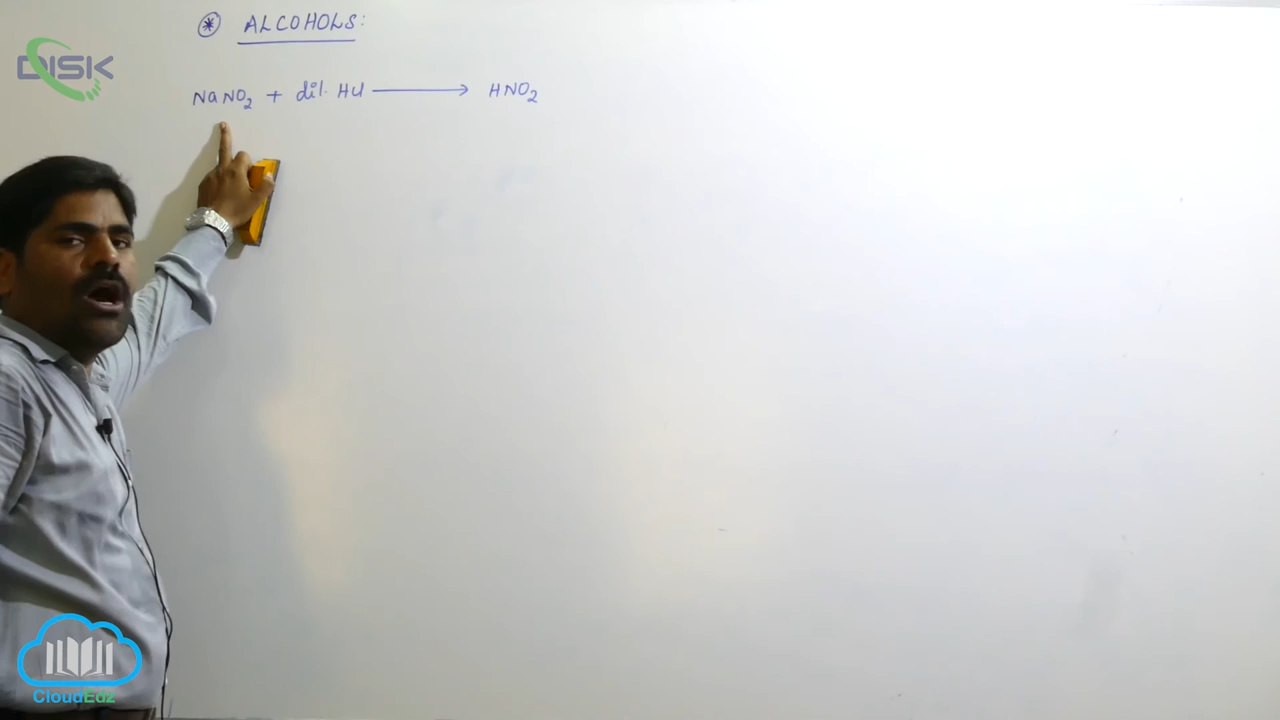 * ALCOHOLS:
DISK
NaNO₂ + dil. HCl ⟶ HNO₂
CloudEdz